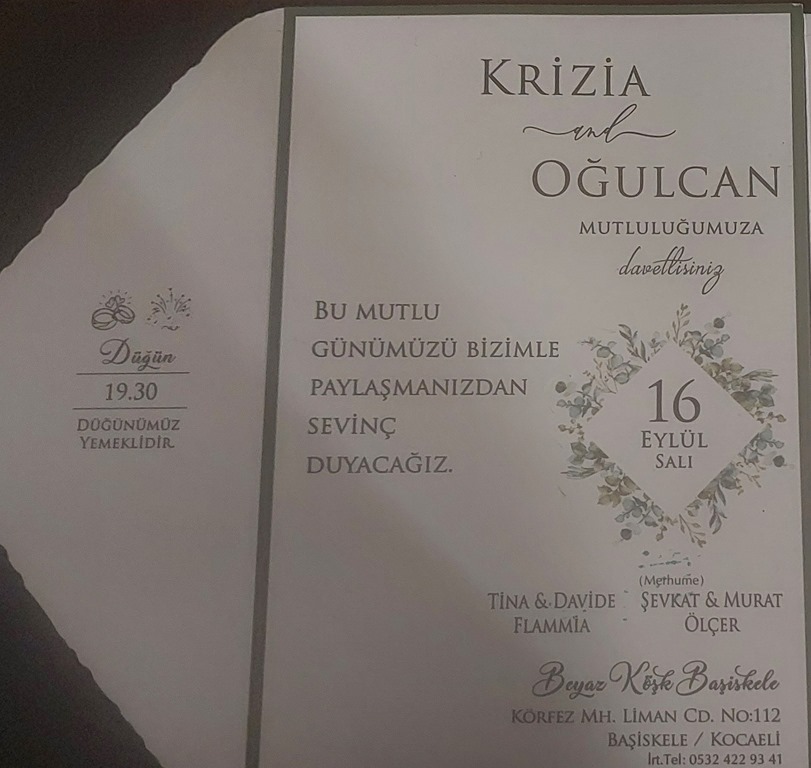 Düğün
19.30
DÜĞÜNÜMÜZ
YEMEKLİDİR
KRİZİA
and
OĞULCAN
MUTLULUĞUMUZA
davetlisiniz
BU MUTLU
GÜNÜMÜZÜ BİZİMLE
PAYLAŞMANIZDAN
SEVİNÇ
DUYACAĞIZ.
16
EYLÜL
SALI
(Merhume)
TİNA & DAVİDE
FLAMMİA
ŞEVKAT & MURAT
ÖLÇER
Beyaz Köşk Başiskele
KÖRFEZ MH. LİMAN CD. NO:112
BAŞİSKELE / KOCAELİ
İrt.Tel: 0532 422 93 41